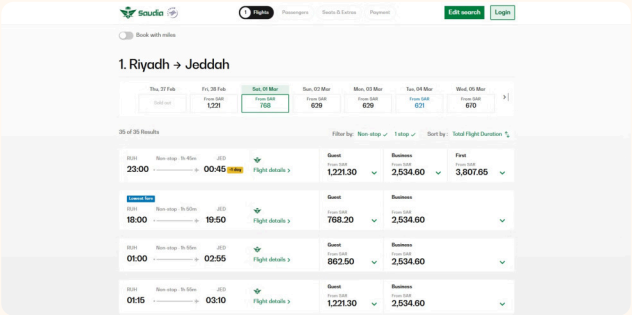 Saudia
1 Flights Passengers Seats & Extras Payment
Edit search Login
Book with miles
1. Riyadh → Jeddah
Thu, 27 Feb Fri, 28 Feb Sat, 01 Mar Sun, 02 Mar Mon, 03 Mar Tue, 04 Mar Wed, 05 Mar
Sold out From SAR From SAR From SAR From SAR From SAR From SAR
1,221 768 629 629 621 670
35 of 35 Results Filter by: Non-stop 1 stop Sort by: Total Flight Duration
RUH Non-stop · 1h 45m JED Guest Business First
From SAR From SAR From SAR
23:00 00:45 +1 day Flight details 1,221.30 2,534.60 3,807.65
Lowest fare
RUH Non-stop · 1h 50m JED Guest Business
From SAR From SAR
18:00 19:50 Flight details 768.20 2,534.60
RUH Non-stop · 1h 55m JED Guest Business
From SAR From SAR
01:00 02:55 Flight details 862.50 2,534.60
RUH Non-stop · 1h 55m JED Guest Business
From SAR From SAR
01:15 03:10 Flight details 1,221.30 2,534.60